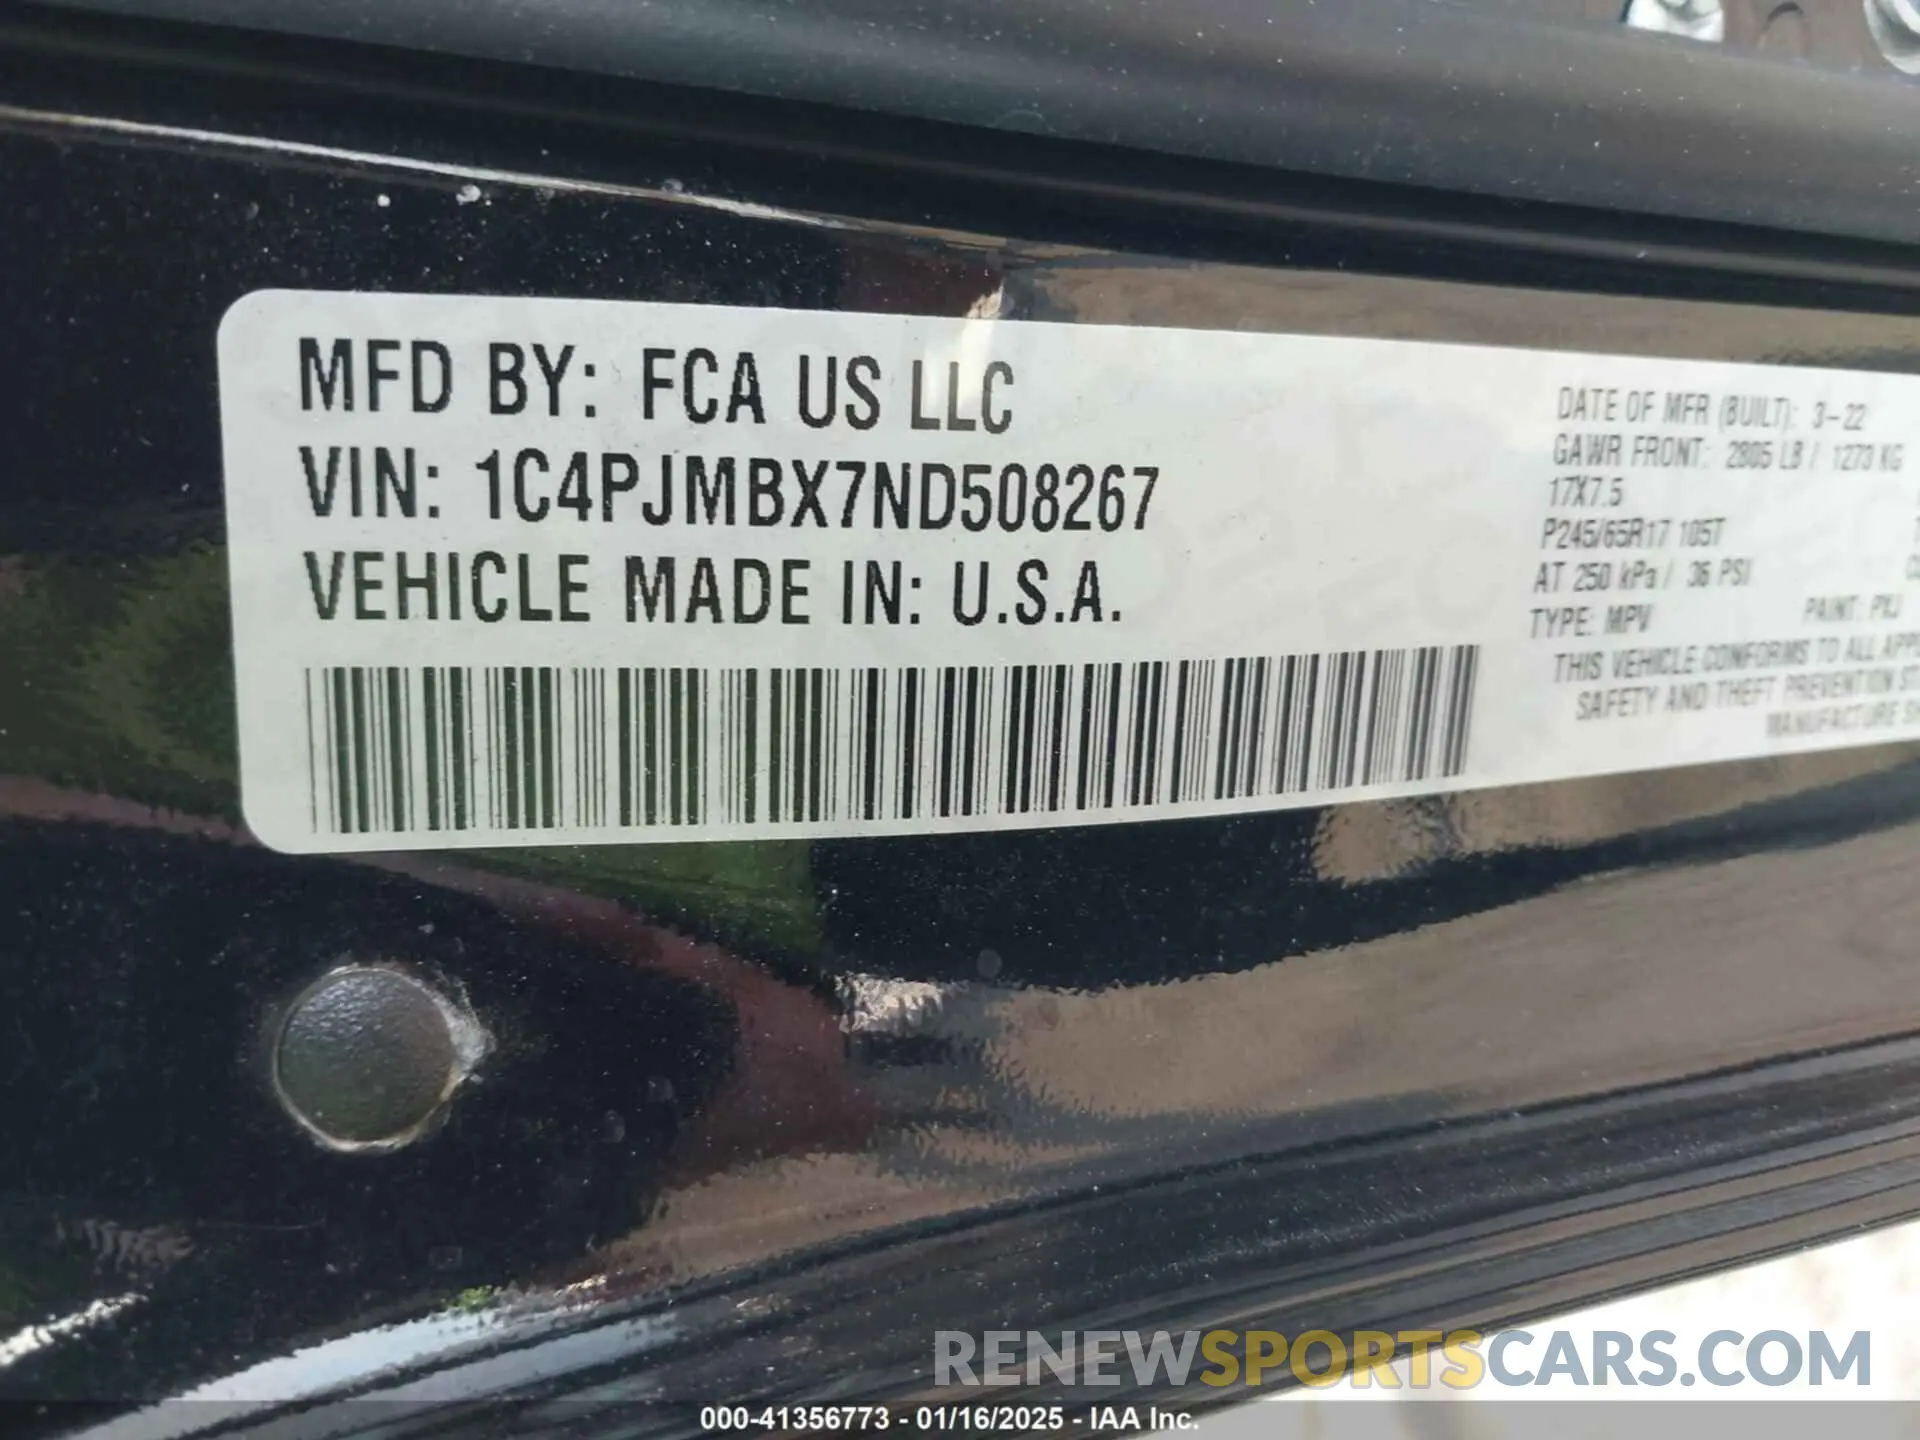 MFD BY: FCA US LLC
VIN: 1C4PJMBX7ND508267
VEHICLE MADE IN: U.S.A.
DATE OF MFR (BUILT): 3-22
GAWR FRONT: 2805 LB / 1273 KG
17X7.5
P245/65R17 105T
AT 250 kPa / 36 PSI
TYPE: MPV PAINT: PXJ
THIS VEHICLE CONFORMS TO ALL
SAFETY AND THEFT PREVENTION
MANUFACTURE
RENEWSPORTSCARS.COM
000-41356773 - 01/16/2025 - IAA Inc.